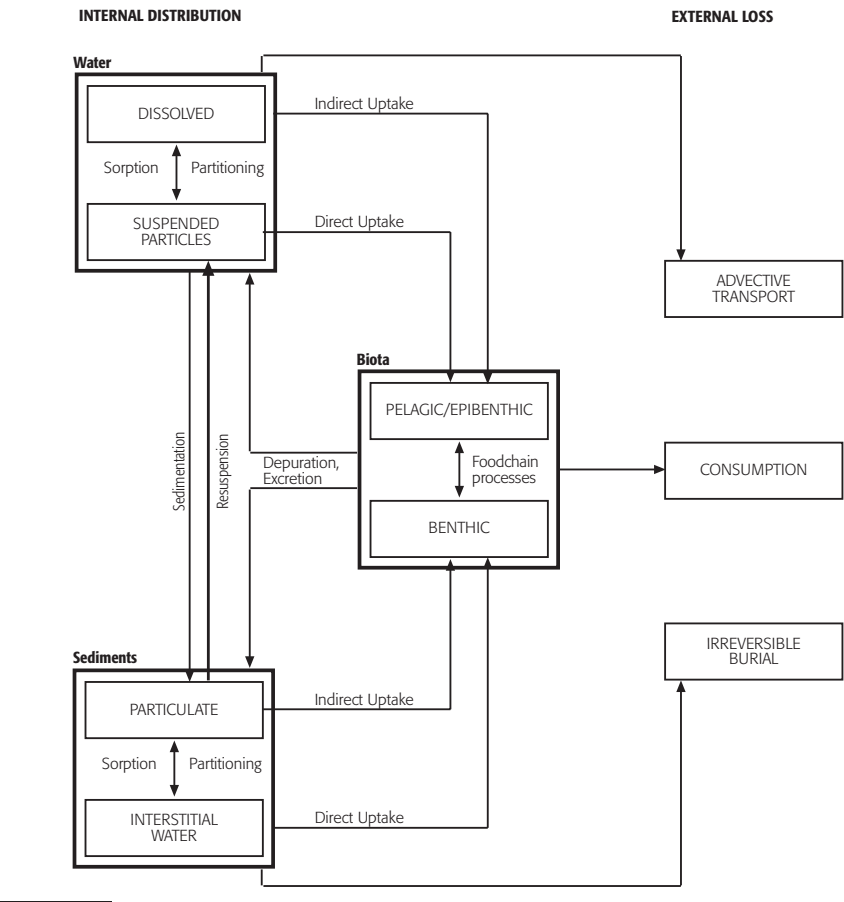 INTERNAL DISTRIBUTION
EXTERNAL LOSS
Water
DISSOLVED
Sorption
Partitioning
SUSPENDED
PARTICLES
Indirect Uptake
Direct Uptake
ADVECTIVE
TRANSPORT
Biota
PELAGIC/EPIBENTHIC
Foodchain
processes
BENTHIC
CONSUMPTION
Sedimentation
Resuspension
Depuration,
Excretion
IRREVERSIBLE
BURIAL
Sediments
PARTICULATE
Sorption
Partitioning
INTERSTITIAL
WATER
Indirect Uptake
Direct Uptake